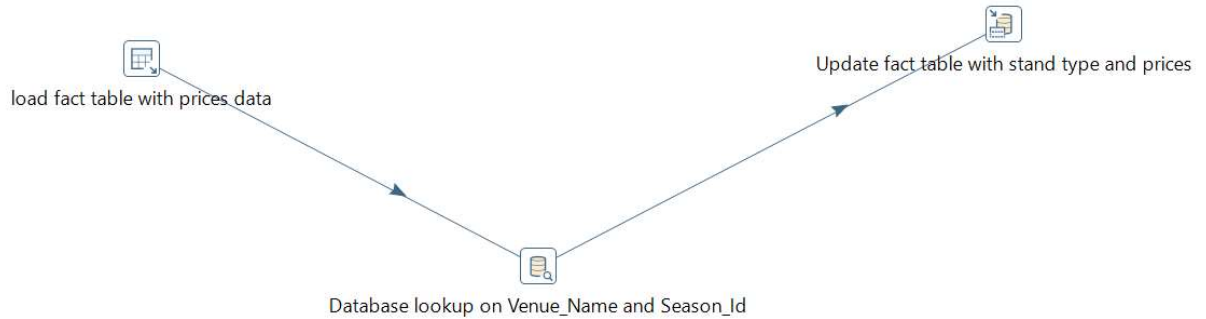 Update fact table with stand type and prices
load fact table with prices data
Database lookup on Venue_Name and Season_Id